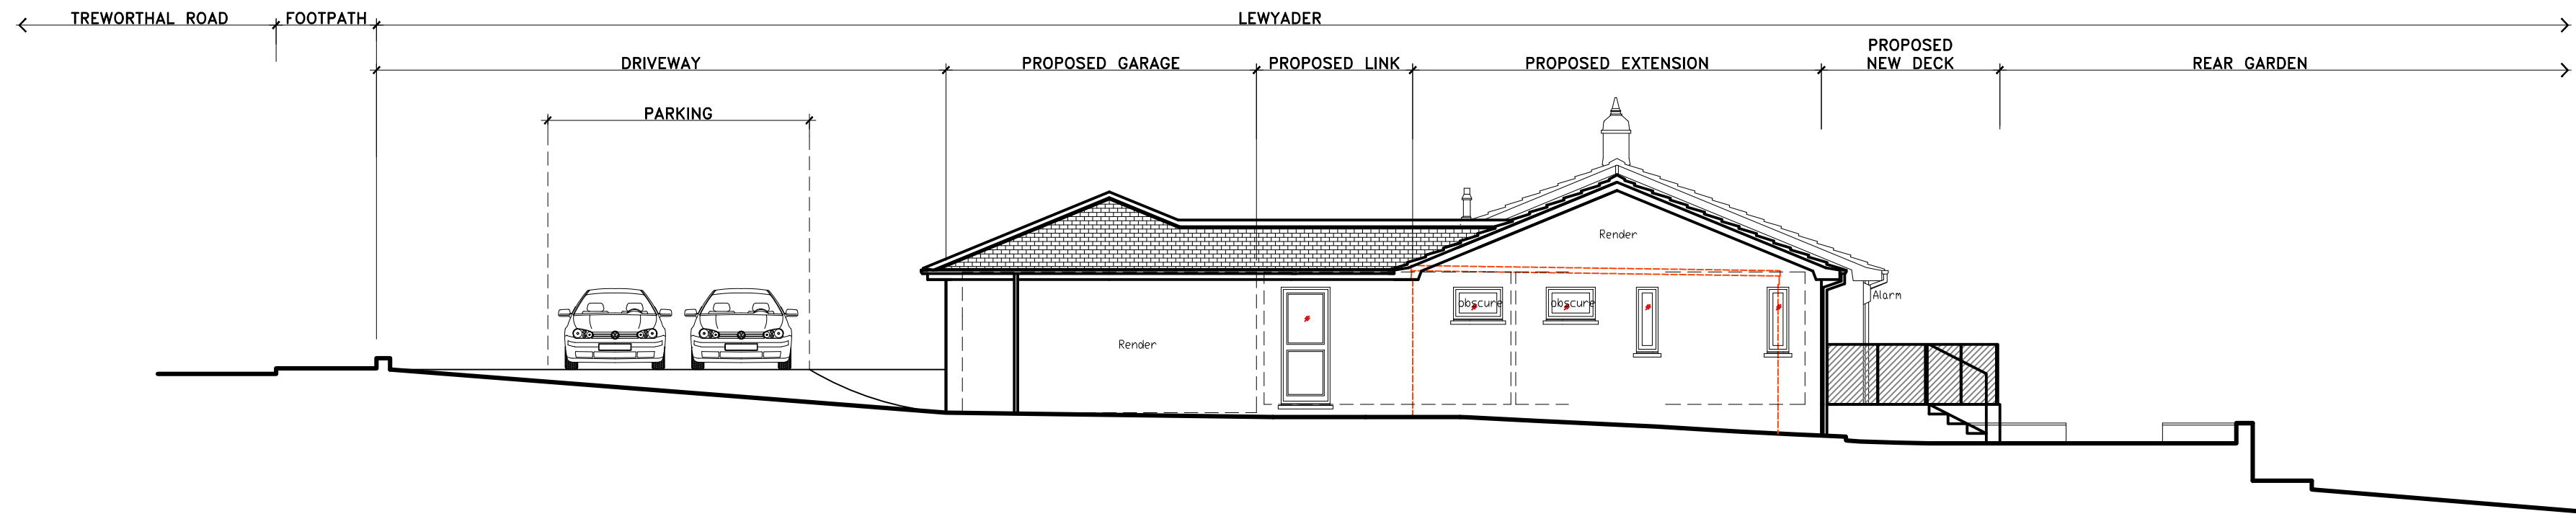 TREWORTHAL ROAD
FOOTPATH
LEWYADER
DRIVEWAY
PROPOSED GARAGE
PROPOSED LINK
PROPOSED EXTENSION
PROPOSED
NEW DECK
REAR GARDEN
PARKING
Render
Alarm
obscure
obscure
Render